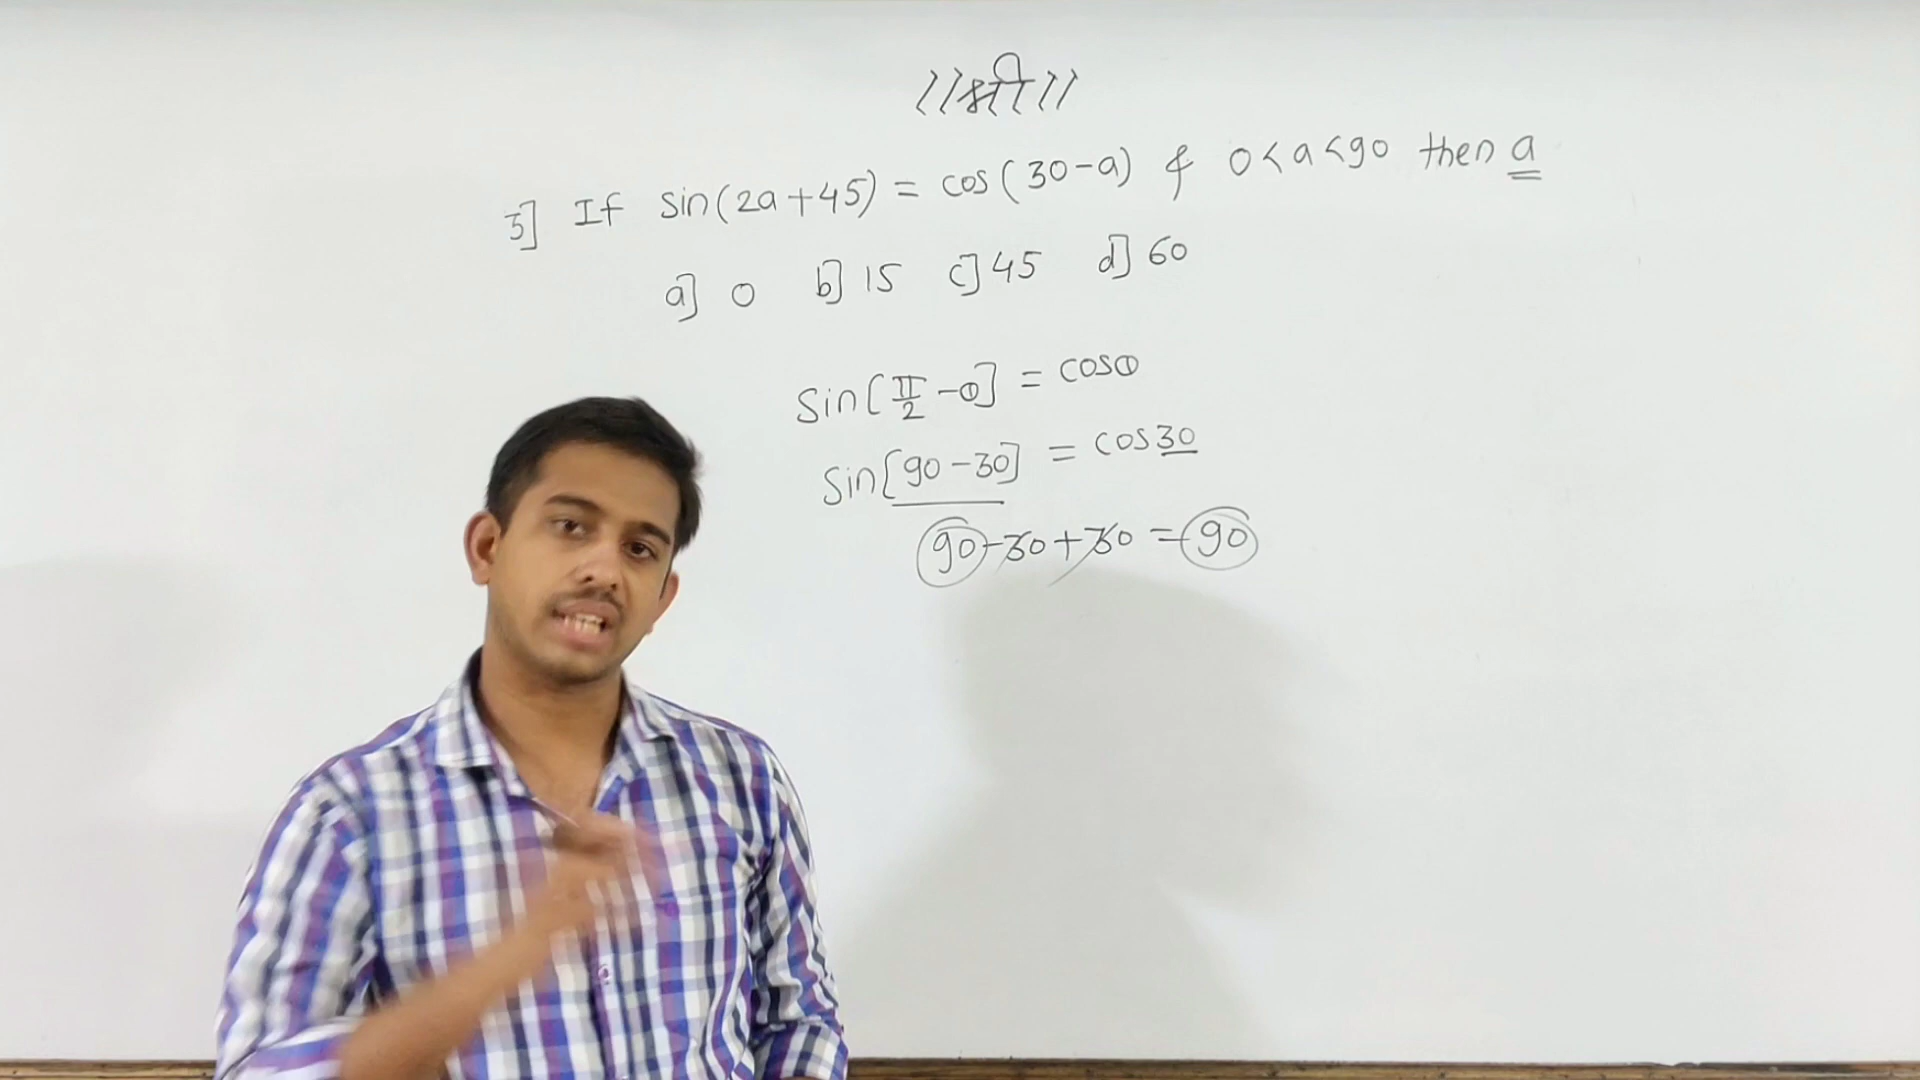 //श्री//
5] If sin(2a+45) = cos(30-a) & 0<a<90 then a
a] 0 b] 15 c] 45 d] 60
sin[π/2-θ] = cosθ
sin[90-30] = cos30
90-30+30 = 90